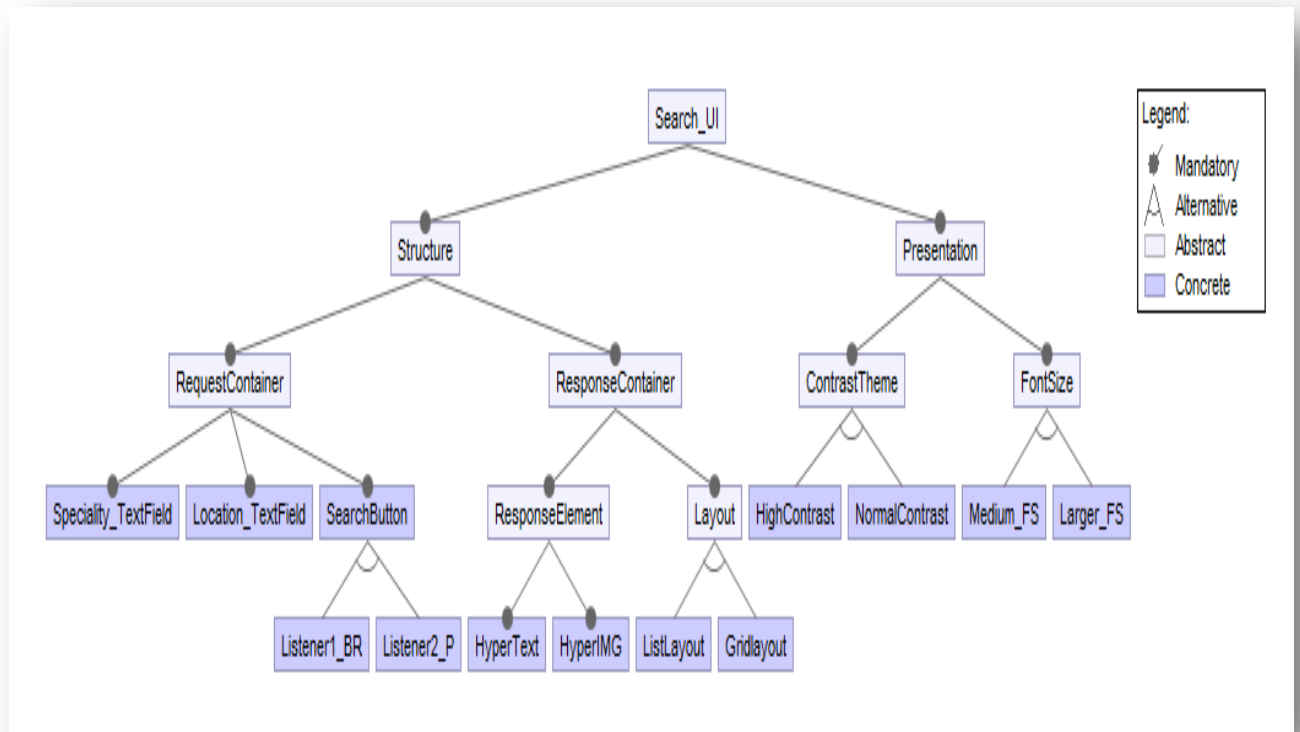 Search_UI
Legend:
Mandatory
Alternative
Abstract
Concrete
Structure
Presentation
RequestContainer
ResponseContainer
ContrastTheme
FontSize
Speciality_TextField
Location_TextField
SearchButton
ResponseElement
Layout
HighContrast
NormalContrast
Medium_FS
Larger_FS
Listener1_BR
Listener2_P
HyperText
HyperIMG
ListLayout
Gridlayout